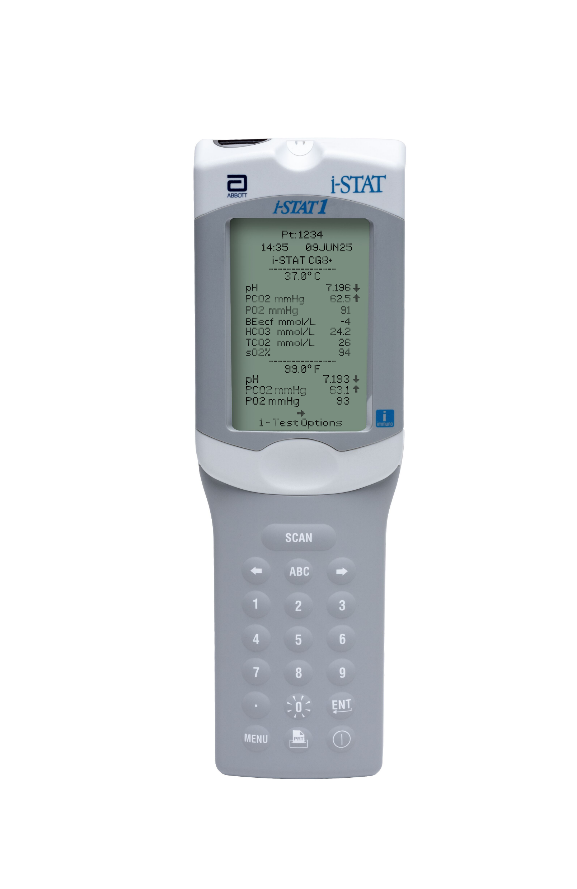 ABBOTT
i-STAT
i-STAT 1
Pt:1234
14:35 09JUN25
i-STAT CG8+
37.0°C
pH 7.196↓
PCO2 mmHg 62.5↑
PO2 mmHg 91
BEecf mmol/L -4
HCO3 mmol/L 24.2
TCO2 mmol/L 26
sO2% 94
99.0°F
pH 7.193↓
PCO2 mmHg 63.1↑
PO2 mmHg 93
→
1-Test Options
i
SCAN
← ABC →
1 2 3
4 5 6
7 8 9
. 0 ENT
MENU